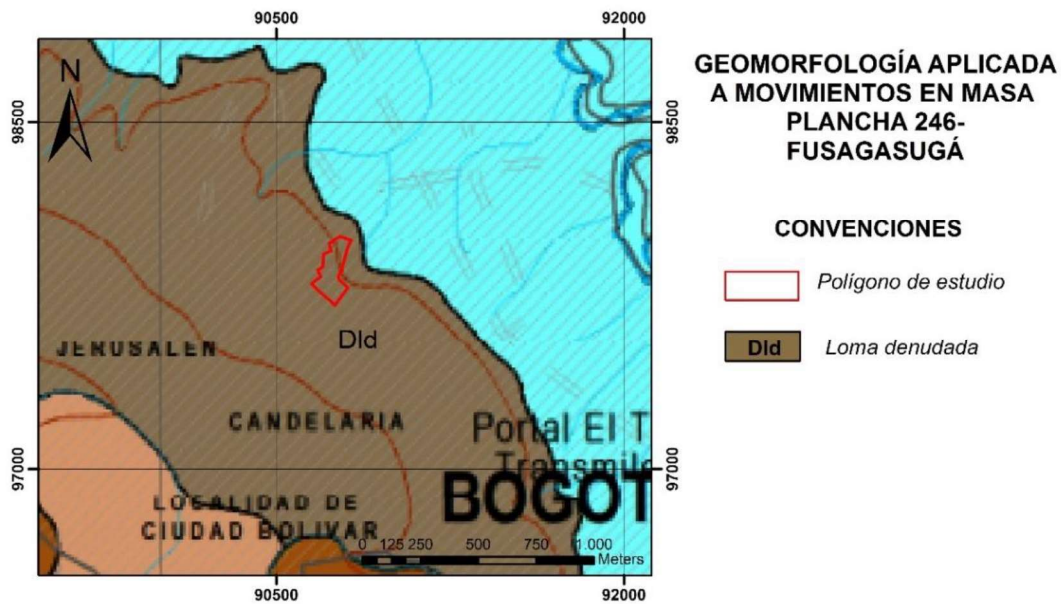 90500
92000
N
98500
98500
JERUSALEN
Dld
CANDELARIA
Portal El T
Transmile
97000
97000
LOCALIDAD DE
CIUDAD BOLIVAR
BOGOT
0 125 250 500 750 1.000
Meters
90500
92000
GEOMORFOLOGÍA APLICADA
A MOVIMIENTOS EN MASA
PLANCHA 246-
FUSAGASUGÁ
CONVENCIONES
Polígono de estudio
Dld
Loma denudada